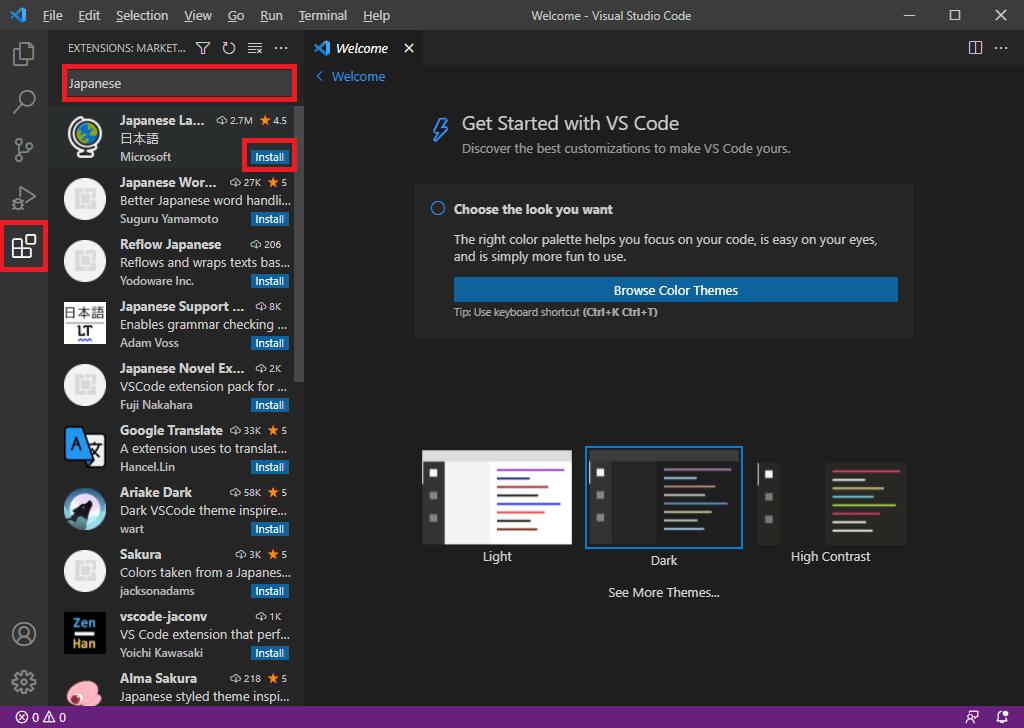 File Edit Selection View Go Run Terminal Help
Welcome - Visual Studio Code
EXTENSIONS: MARKET...
Welcome
Japanese
Welcome
Japanese La... 2.7M 4.5
日本語
Microsoft Install
Japanese Wor... 27K 5
Better Japanese word handli...
Suguru Yamamoto Install
Reflow Japanese 206
Reflows and wraps texts bas...
Yodoware Inc. Install
日本語
LT
Japanese Support ... 8K
Enables grammar checking ...
Adam Voss Install
Japanese Novel Ex... 2K
VSCode extension pack for ...
Fuji Nakahara Install
A 文
Google Translate 33K 5
A extension uses to translat...
Hancel.Lin Install
Ariake Dark 58K 5
Dark VSCode theme inspire...
wart Install
Sakura 3K 5
Colors taken from a Japanes...
jacksonadams Install
Zen
Han
vscode-jaconv 1K
VS Code extension that perf...
Yoichi Kawasaki Install
Alma Sakura 218 5
Japanese styled theme inspi...
Get Started with VS Code
Discover the best customizations to make VS Code yours.
Choose the look you want
The right color palette helps you focus on your code, is easy on your eyes,
and is simply more fun to use.
Browse Color Themes
Tip: Use keyboard shortcut (Ctrl+K Ctrl+T)
Light
Dark
High Contrast
See More Themes...
0 0